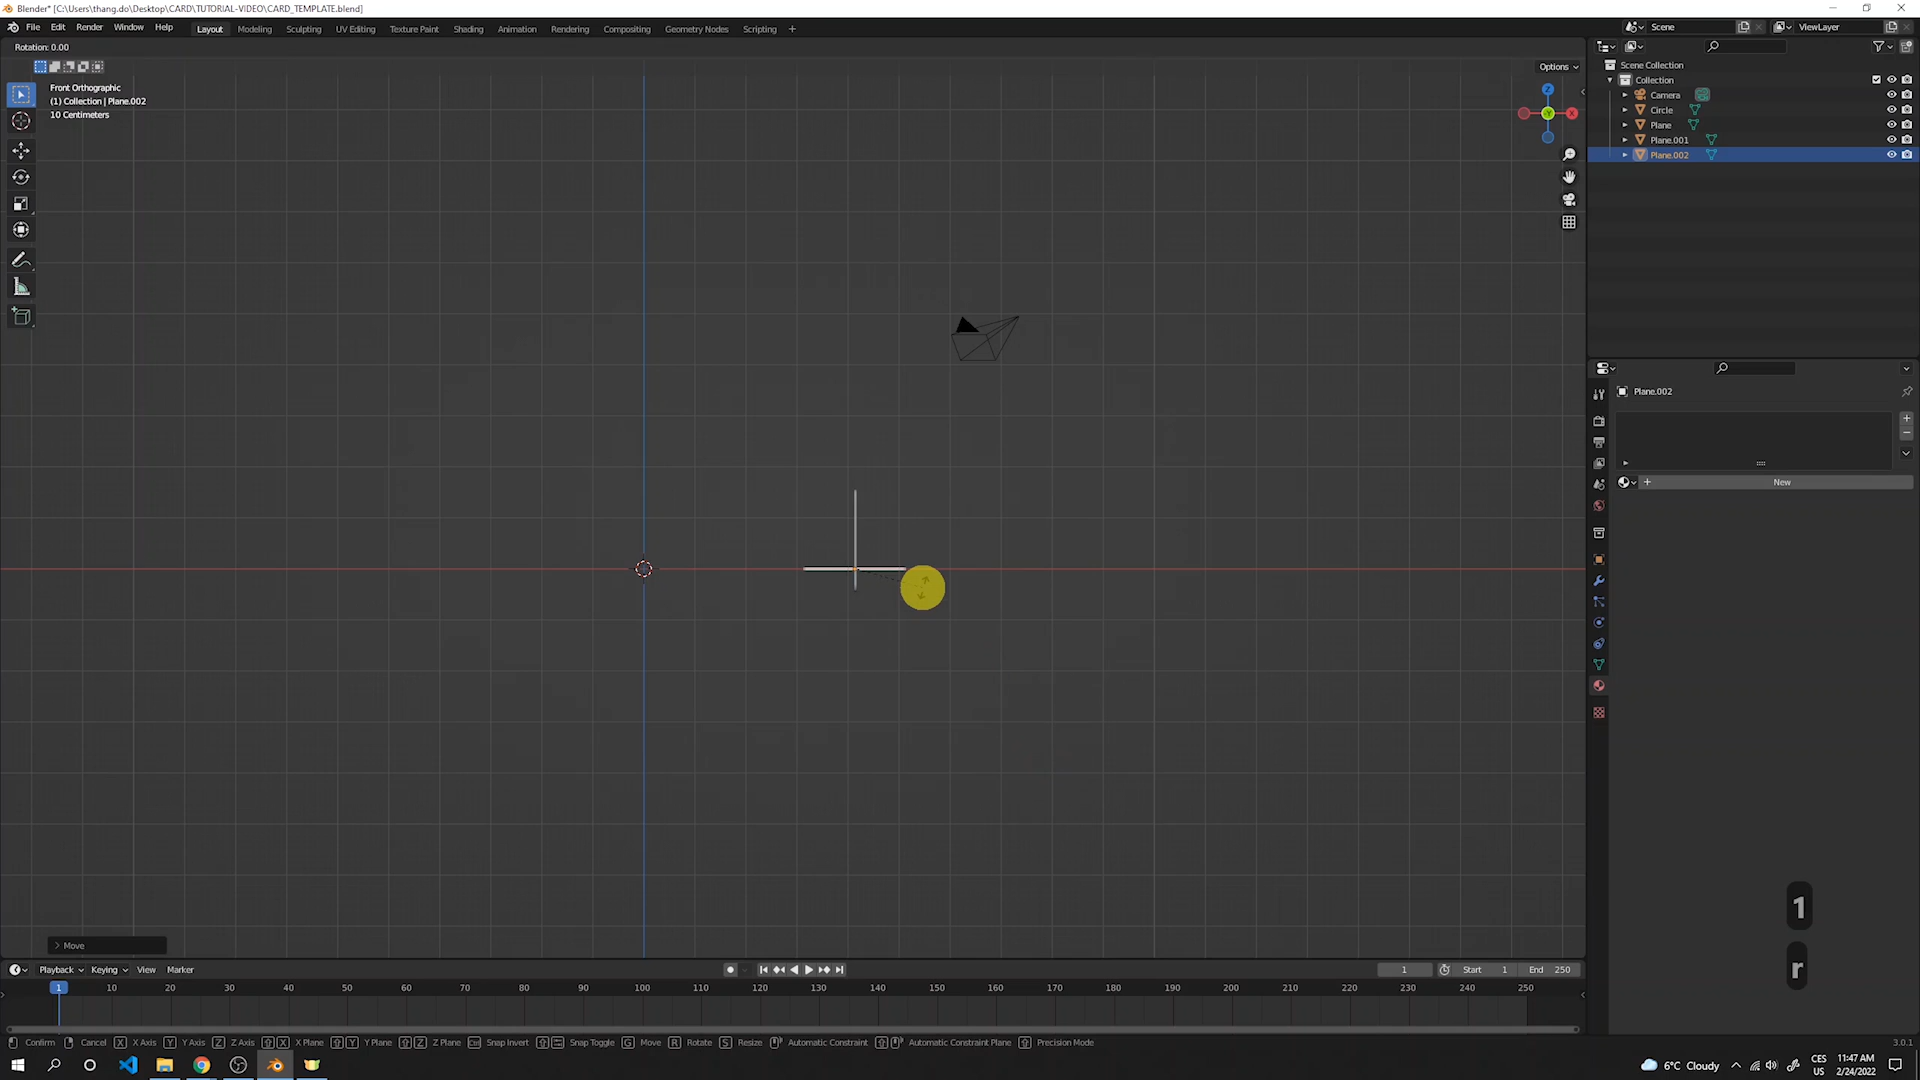 Blender* [C:\Users\thang.do\Desktop\CARD\TUTORIAL-VIDEO\CARD_TEMPLATE.blend]
File Edit Render Window Help Layout Modeling Sculpting UV Editing Texture Paint Shading Animation Rendering Compositing Geometry Nodes Scripting +
Scene
ViewLayer
Rotation: 0.00
Options
Front Orthographic
(1) Collection | Plane.002
10 Centimeters
Z
X
Y
Scene Collection
Collection
Camera
Circle
Plane
Plane.001
Plane.002
Plane.002
New
1
r
Move
Playback Keying View Marker
1 Start 1 End 250
1 10 20 30 40 50 60 70 80 90 100 110 120 130 140 150 160 170 180 190 200 210 220 230 240 250
Confirm Cancel X X Axis Y Y Axis Z Z Axis X X Plane Y Y Plane Z Z Plane Ctrl Snap Invert Snap Toggle G Move R Rotate S Resize Automatic Constraint Automatic Constraint Plane Precision Mode
3.0.1
6°C Cloudy
CES
US
11:47 AM
2/24/2022